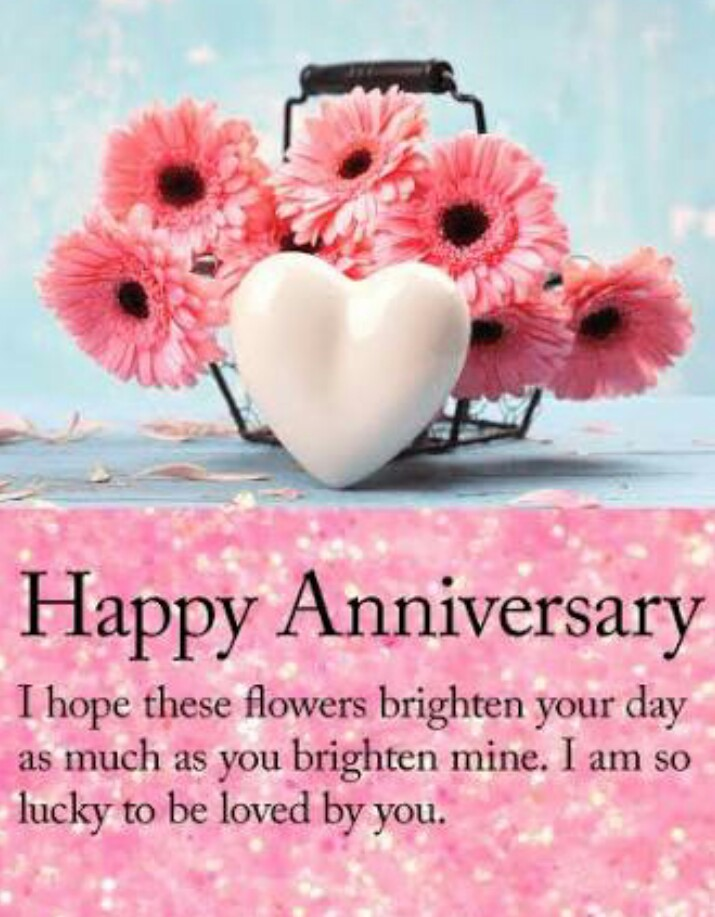 Happy Anniversary
I hope these flowers brighten your day
as much as you brighten mine. I am so
lucky to be loved by you.